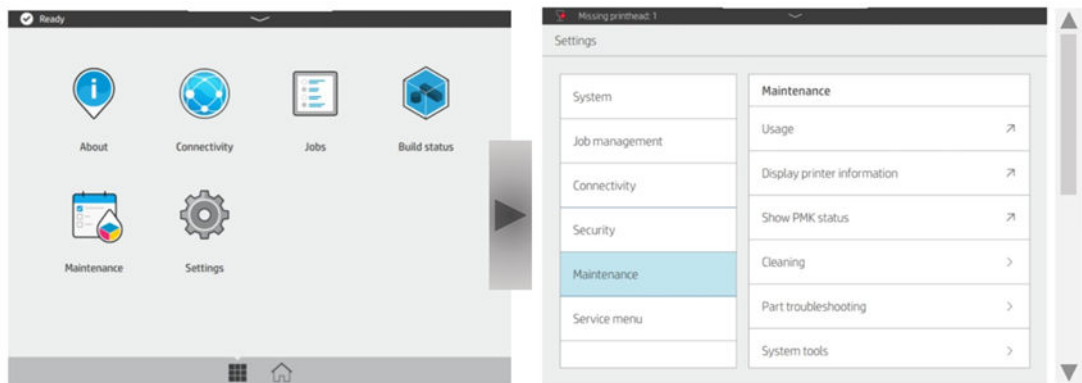 Ready
About
Connectivity
Jobs
Build status
Maintenance
Settings
Missing printhead: 1
Settings
System
Job management
Connectivity
Security
Maintenance
Service menu
Maintenance
Usage
Display printer information
Show PMK status
Cleaning
Part troubleshooting
System tools